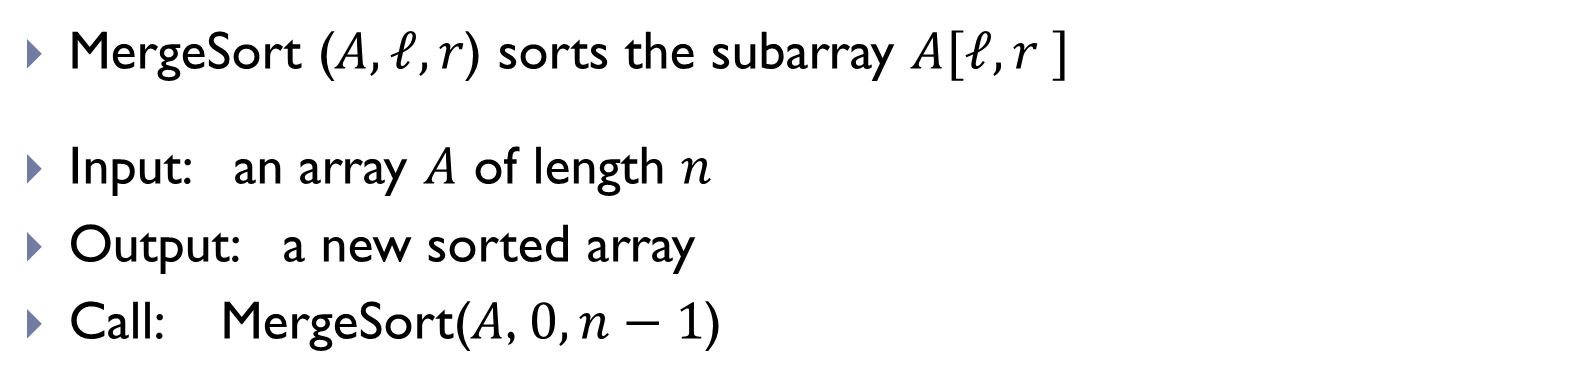 MergeSort (A, ℓ, r) sorts the subarray A[ℓ, r ]
Input: an array A of length n
Output: a new sorted array
Call: MergeSort(A, 0, n − 1)